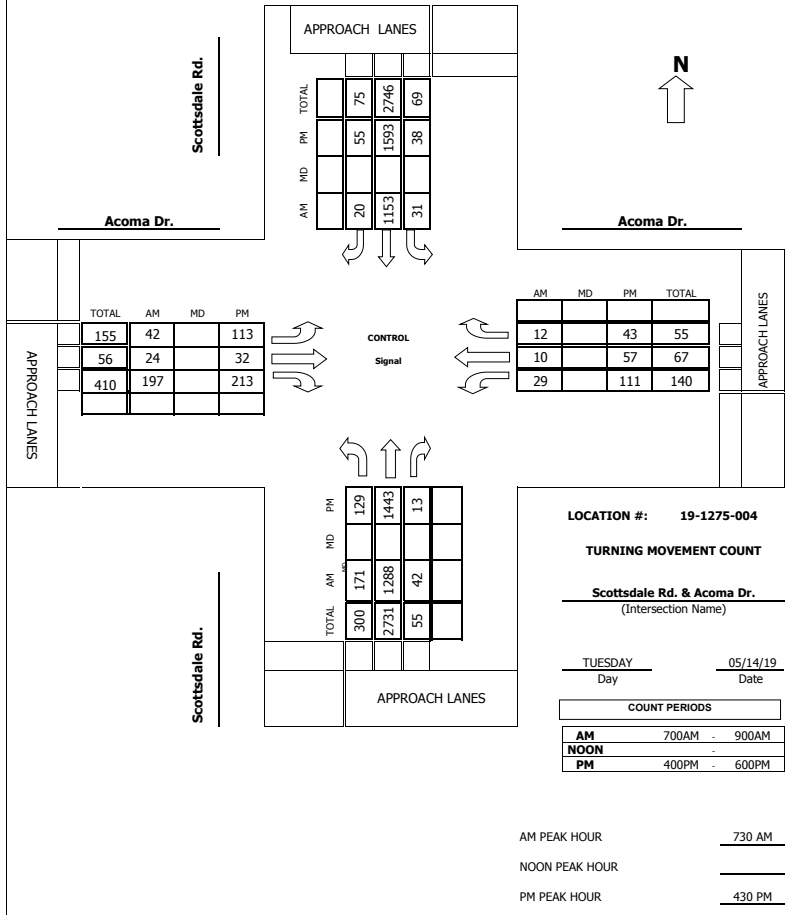 APPROACH LANES
Scottsdale Rd.
N
TOTAL 75 2746 69
PM 55 1593 38
MD
AM 20 1153 31
Acoma Dr.
Acoma Dr.
TOTAL AM MD PM
155 42 113
56 24 32
410 197 213
APPROACH LANES
CONTROL
Signal
AM MD PM TOTAL
12 43 55
10 57 67
29 111 140
APPROACH LANES
PM 129 1443 13
MD
AM 171 1288 42
TOTAL 300 2731 55
Scottsdale Rd.
APPROACH LANES
LOCATION #: 19-1275-004
TURNING MOVEMENT COUNT
Scottsdale Rd. & Acoma Dr.
(Intersection Name)
TUESDAY 05/14/19
Day Date
COUNT PERIODS
AM 700AM - 900AM
NOON -
PM 400PM - 600PM
AM PEAK HOUR 730 AM
NOON PEAK HOUR
PM PEAK HOUR 430 PM